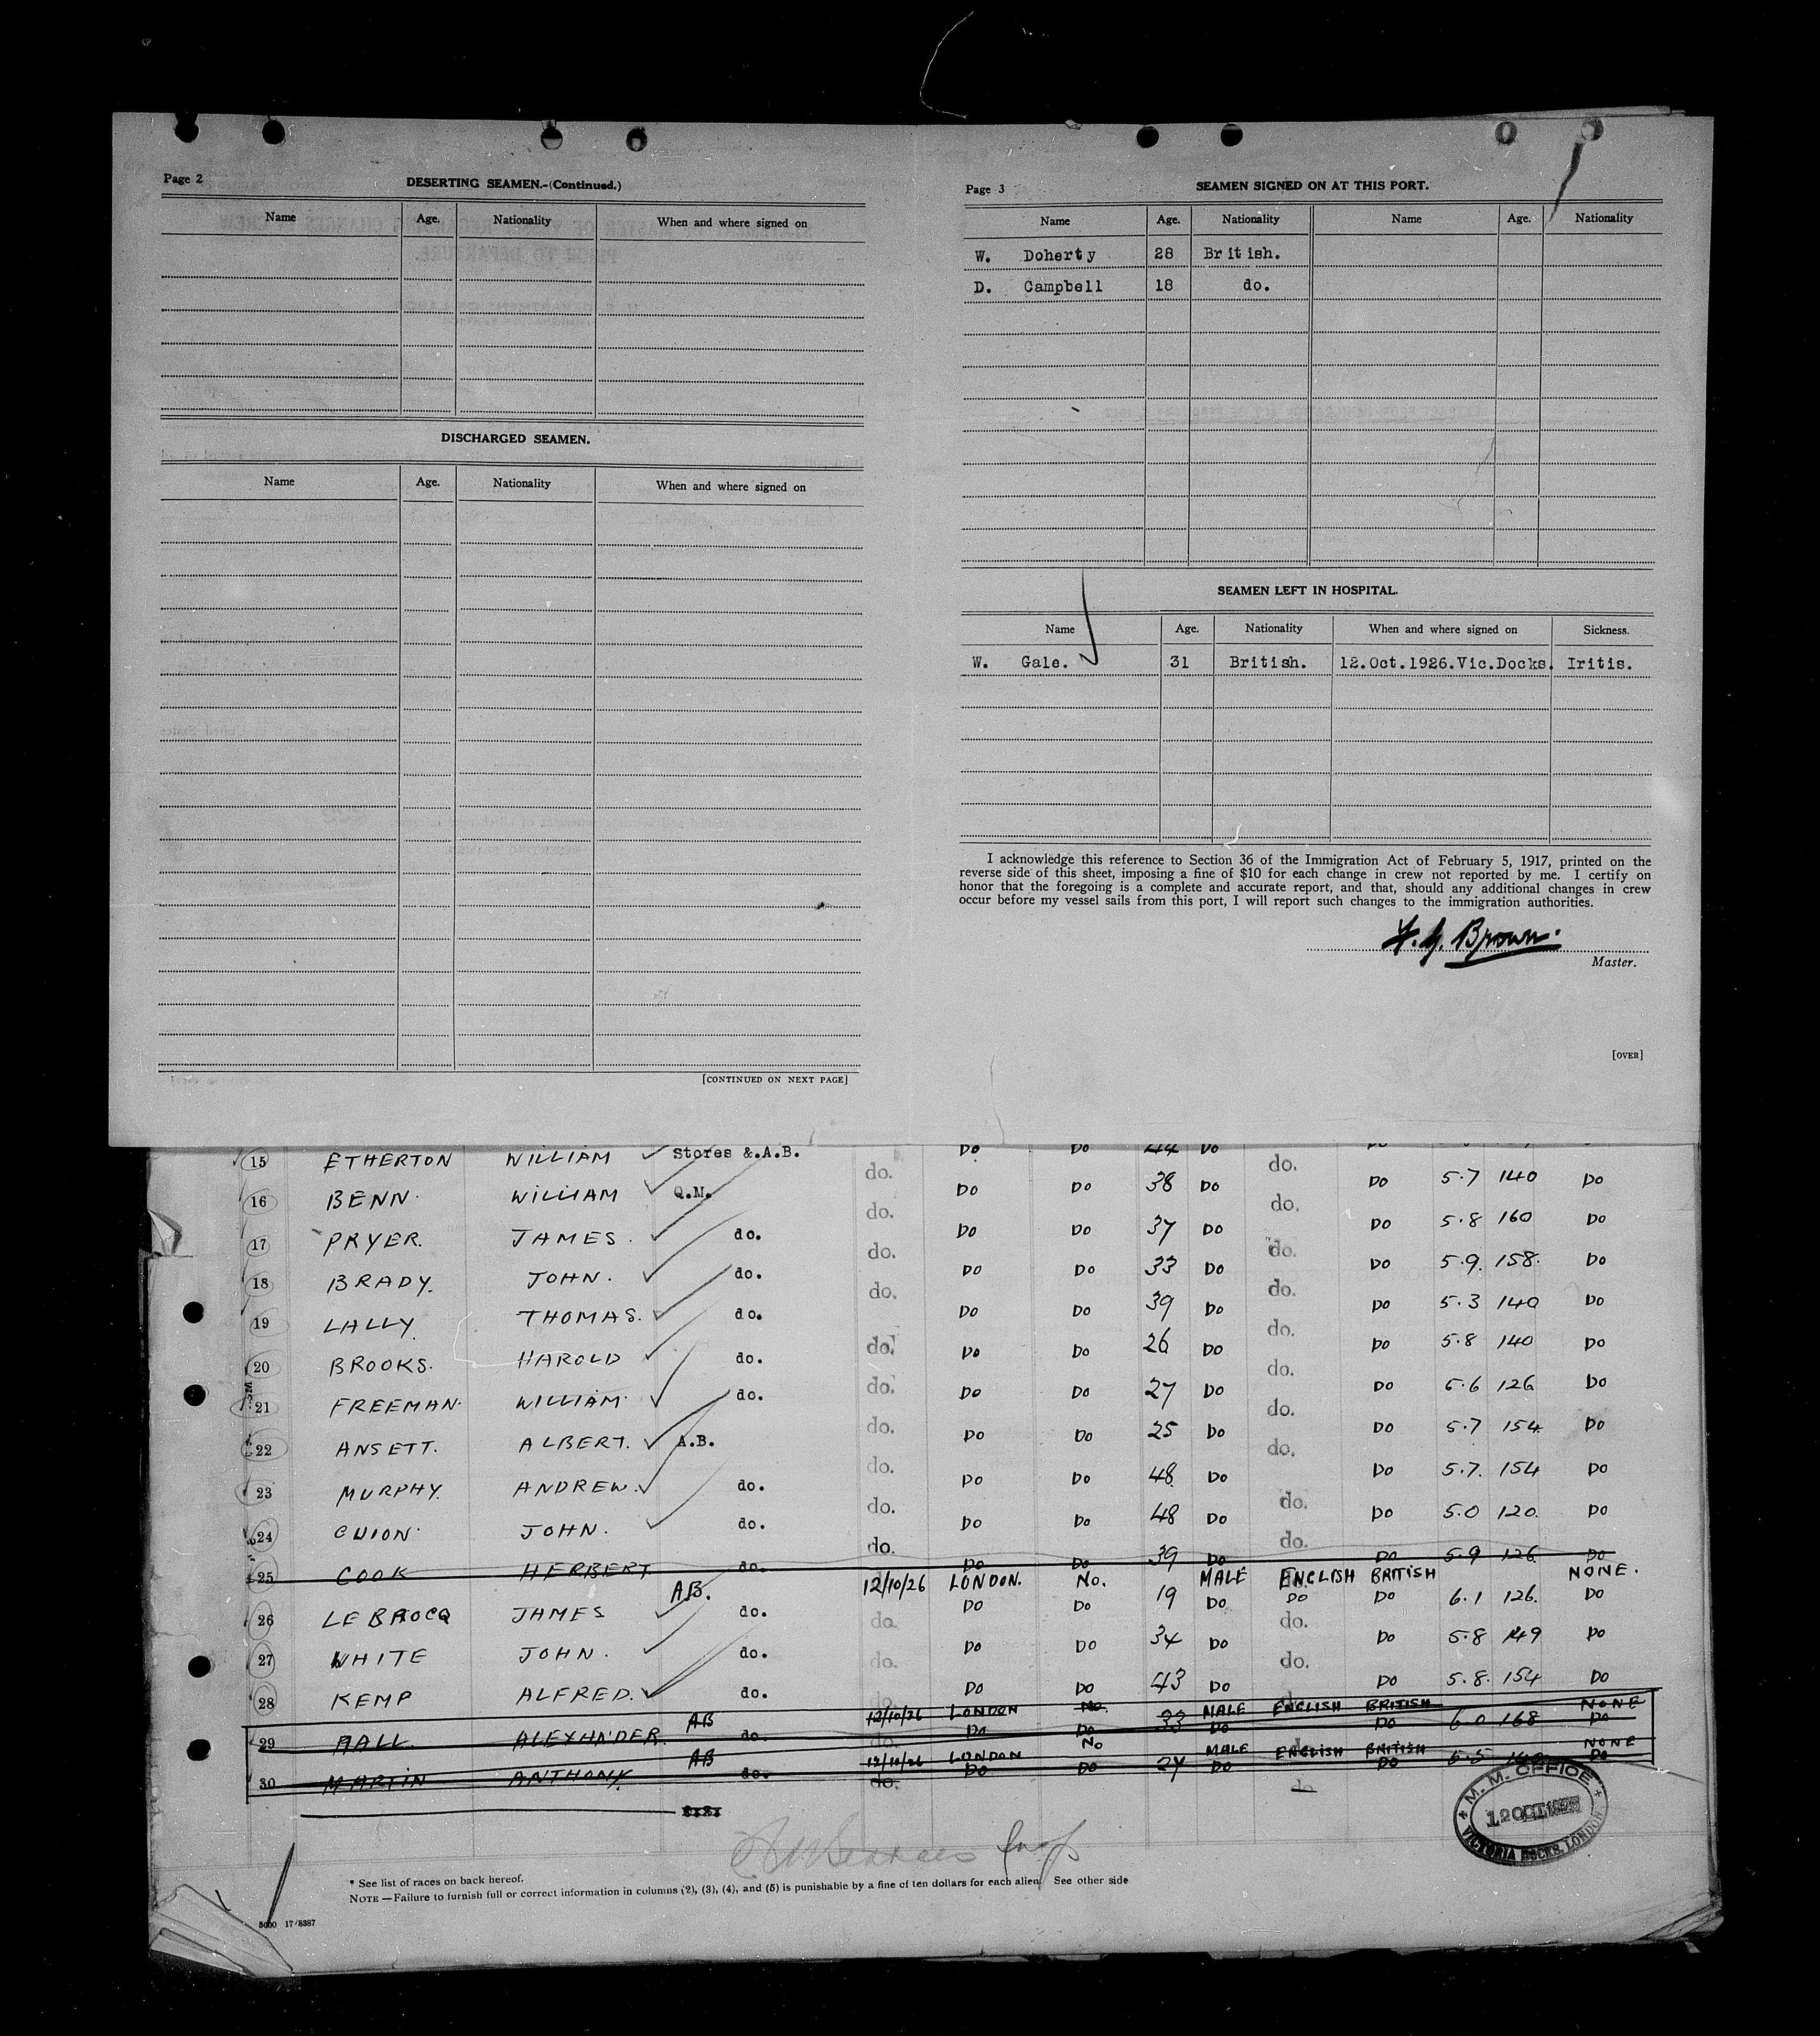 Page 2
DESERTING SEAMEN.-(Continued.)
Name Age. Nationality When and where signed on
DISCHARGED SEAMEN.
Name Age. Nationality When and where signed on
[CONTINUED ON NEXT PAGE]
Page 3
SEAMEN SIGNED ON AT THIS PORT.
Name Age. Nationality Name Age. Nationality
W. Doherty 28 British.
D. Campbell 18 do.
SEAMEN LEFT IN HOSPITAL.
Name Age. Nationality When and where signed on Sickness.
W. Gale. 31 British. 12.Oct.1926.Vic.Docks. Iritis.
I acknowledge this reference to Section 36 of the Immigration Act of February 5, 1917, printed on the
reverse side of this sheet, imposing a fine of $10 for each change in crew not reported by me. I certify on
honor that the foregoing is a complete and accurate report, and that, should any additional changes in crew
occur before my vessel sails from this port, I will report such changes to the immigration authorities.
Brown.
Master.
[OVER]
15 ETHERTON WILLIAM Stores &.A.B. do. DO DO 44 DO do. DO
16 BENN. WILLIAM Q.M. do. DO DO 38 DO do. DO 5.7 140 DO
17 PRYER. JAMES. do. do. DO DO 37 DO do. DO 5.8 160 DO
18 BRADY. JOHN. do. do. DO DO 33 DO do. DO 5.9. 158. DO
19 LALLY THOMAS. do. do. DO DO 39 DO do. DO 5.3 140 DO
20 BROOKS. HAROLD do. do. DO DO 26 DO do. DO 5.8 140 DO
21 FREEMAN. WILLIAM. do. do. DO DO 27 DO do. DO 5.6 126 DO
22 ANSETT. ALBERT. A.B. do. DO DO 25 DO do. DO 5.7 154 DO
23 MURPHY. ANDREW. do. do. DO DO 48 DO do. DO 5.7. 154 DO
24 GUION. JOHN. do. do. DO DO 48 DO do. DO 5.0 120. DO
25 COOK HERBERT do. DO DO 39 DO DO 5.9 126 DO
AB. 12/10/26 LONDON. No. MALE ENGLISH BRITISH NONE.
26 LE BROCQ JAMES do. do. DO DO 19 DO DO do. DO 6.1 126. DO
27 WHITE JOHN. do. do. DO DO 34 DO do. DO 5.8 149 DO
28 KEMP ALFRED. do. do. DO DO 43 DO DO 5.8. 154 DO
AB 12/10/26 LONDON No. MALE ENGLISH BRITISH NONE
29 HALL. ALEXANDER. do. do. DO DO 33 DO DO 6.0 168 DO
AB 12/10/26 LONDON No MALE ENGLISH BRITISH NONE
30 MARTIN ANTHONY do. do. DO DO 24 DO do. DO 5.5 DO
M. M. OFFICE
12 OCT 1926
VICTORIA DOCKS, LONDON
* See list of races on back hereof.
NOTE—Failure to furnish full or correct information in columns (2), (3), (4), and (5) is punishable by a fine of ten dollars for each alien. See other side
5000 17/8387